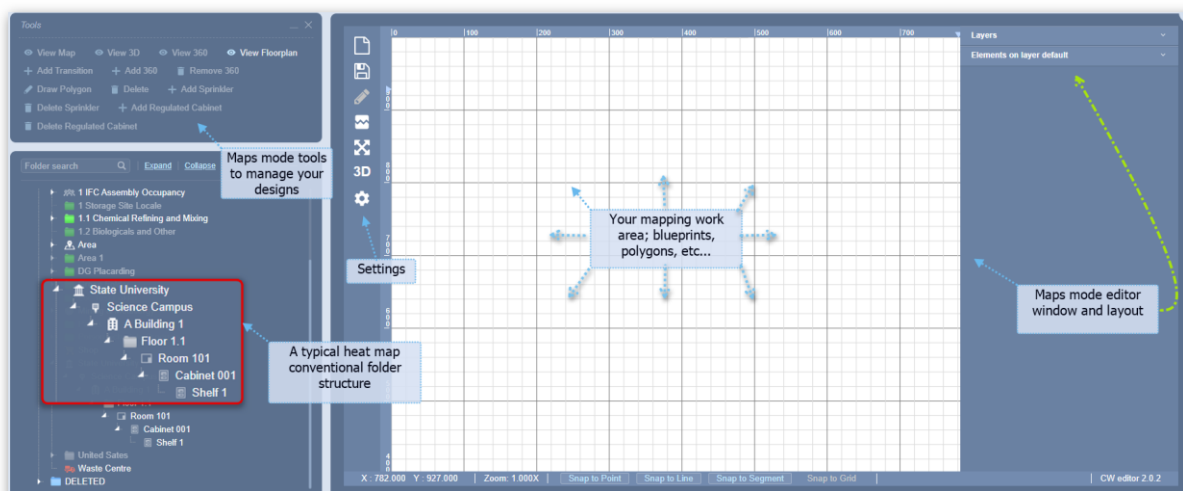 Tools
View Map View 3D View 360 View Floorplan
Add Transition Add 360 Remove 360
Draw Polygon Delete Add Sprinkler
Delete Sprinkler Add Regulated Cabinet
Delete Regulated Cabinet
Maps mode tools
to manage your
designs
Folder search Expand Collapse
1 IFC Assembly Occupancy
1 Storage Site Locale
1.1 Chemical Refining and Mixing
1.2 Biologicals and Other
Area
Area 1
DG Placarding
State University
Science Campus
A Building 1
Floor 1.1
Room 101
Cabinet 001
Shelf 1
A typical heat map
conventional folder
structure
Room 101
Cabinet 001
Shelf 1
United Sates
Waste Centre
DELETED
0 100 200 300 400 500 600 700
900
800
700
600
500
400
3D
Settings
Your mapping work
area; blueprints,
polygons, etc...
Layers
Elements on layer default
Maps mode editor
window and layout
X : 782.000 Y : 927.000 Zoom: 1.000X Snap to Point Snap to Line Snap to Segment Snap to Grid CW editor 2.0.2